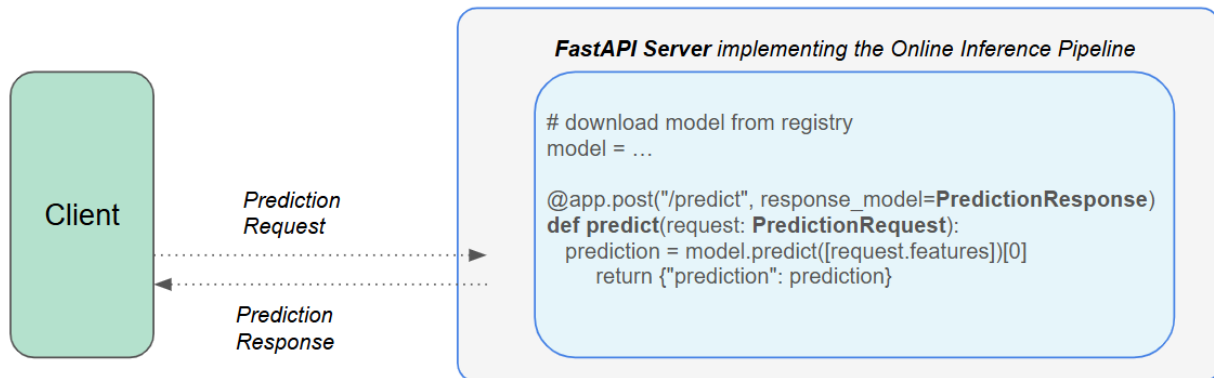 FastAPI Server implementing the Online Inference Pipeline
# download model from registry
model = …
@app.post("/predict", response_model=PredictionResponse)
def predict(request: PredictionRequest):
prediction = model.predict([request.features])[0]
return {"prediction": prediction}
Client
Prediction
Request
Prediction
Response